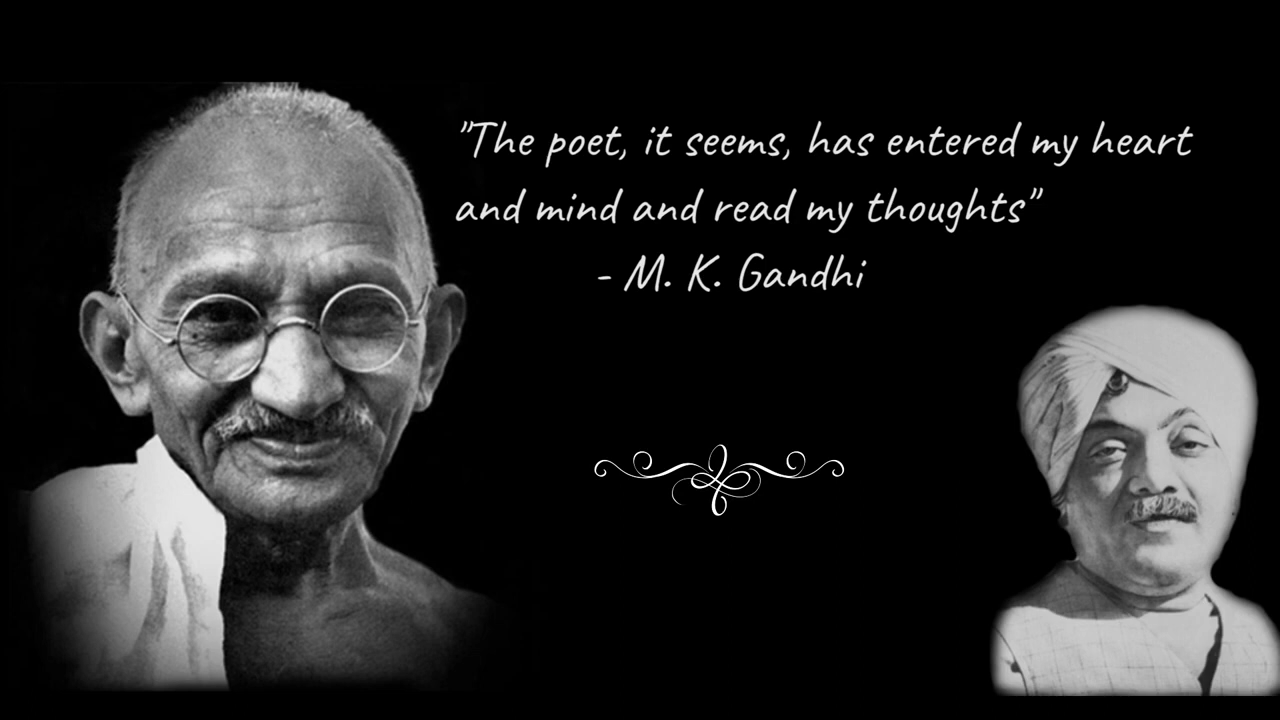 "The poet, it seems, has entered my heart
and mind and read my thoughts"
- M. K. Gandhi